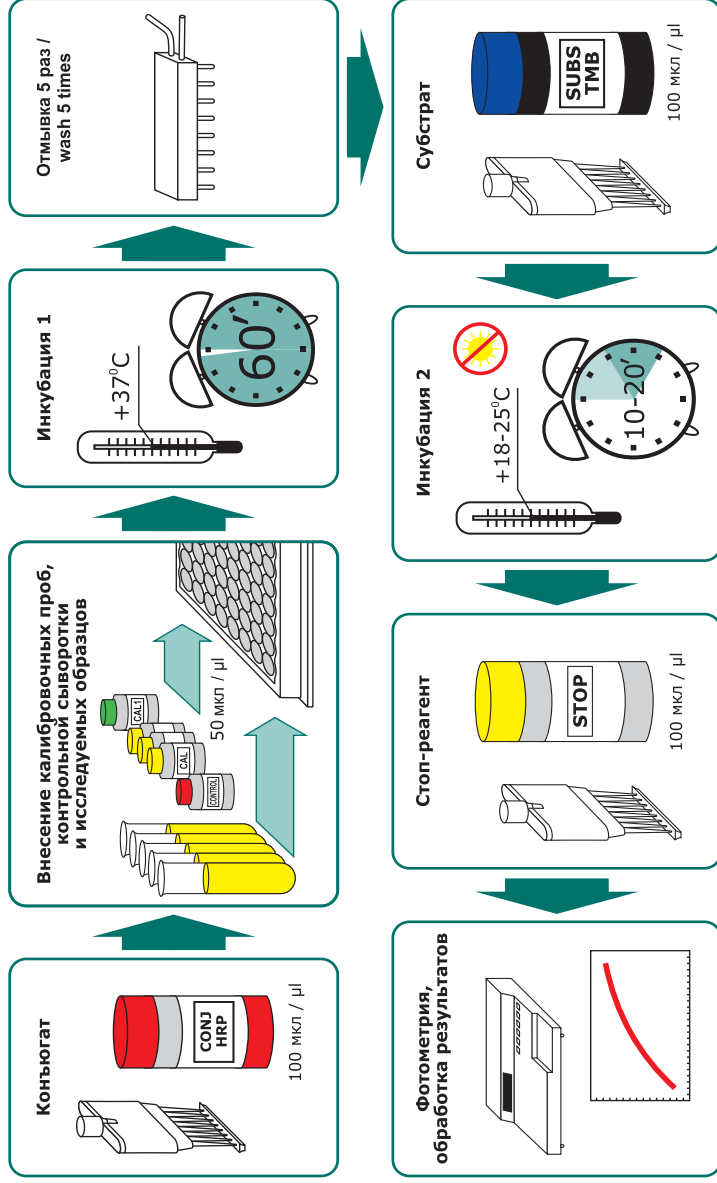 Конъюгат
CONJ
HRP
100 мкл / µl
Внесение калибровочных проб,
контрольной сыворотки
и исследуемых образцов
CAL1
CAL
CONTROL
50 мкл / µl
Инкубация 1
+37⁰C
60′
Отмывка 5 раз /
wash 5 times
Субстрат
SUBS
TMB
100 мкл / µl
Инкубация 2
+18-25⁰C
10-20′
Стоп-реагент
STOP
100 мкл / µl
Фотометрия,
обработка результатов